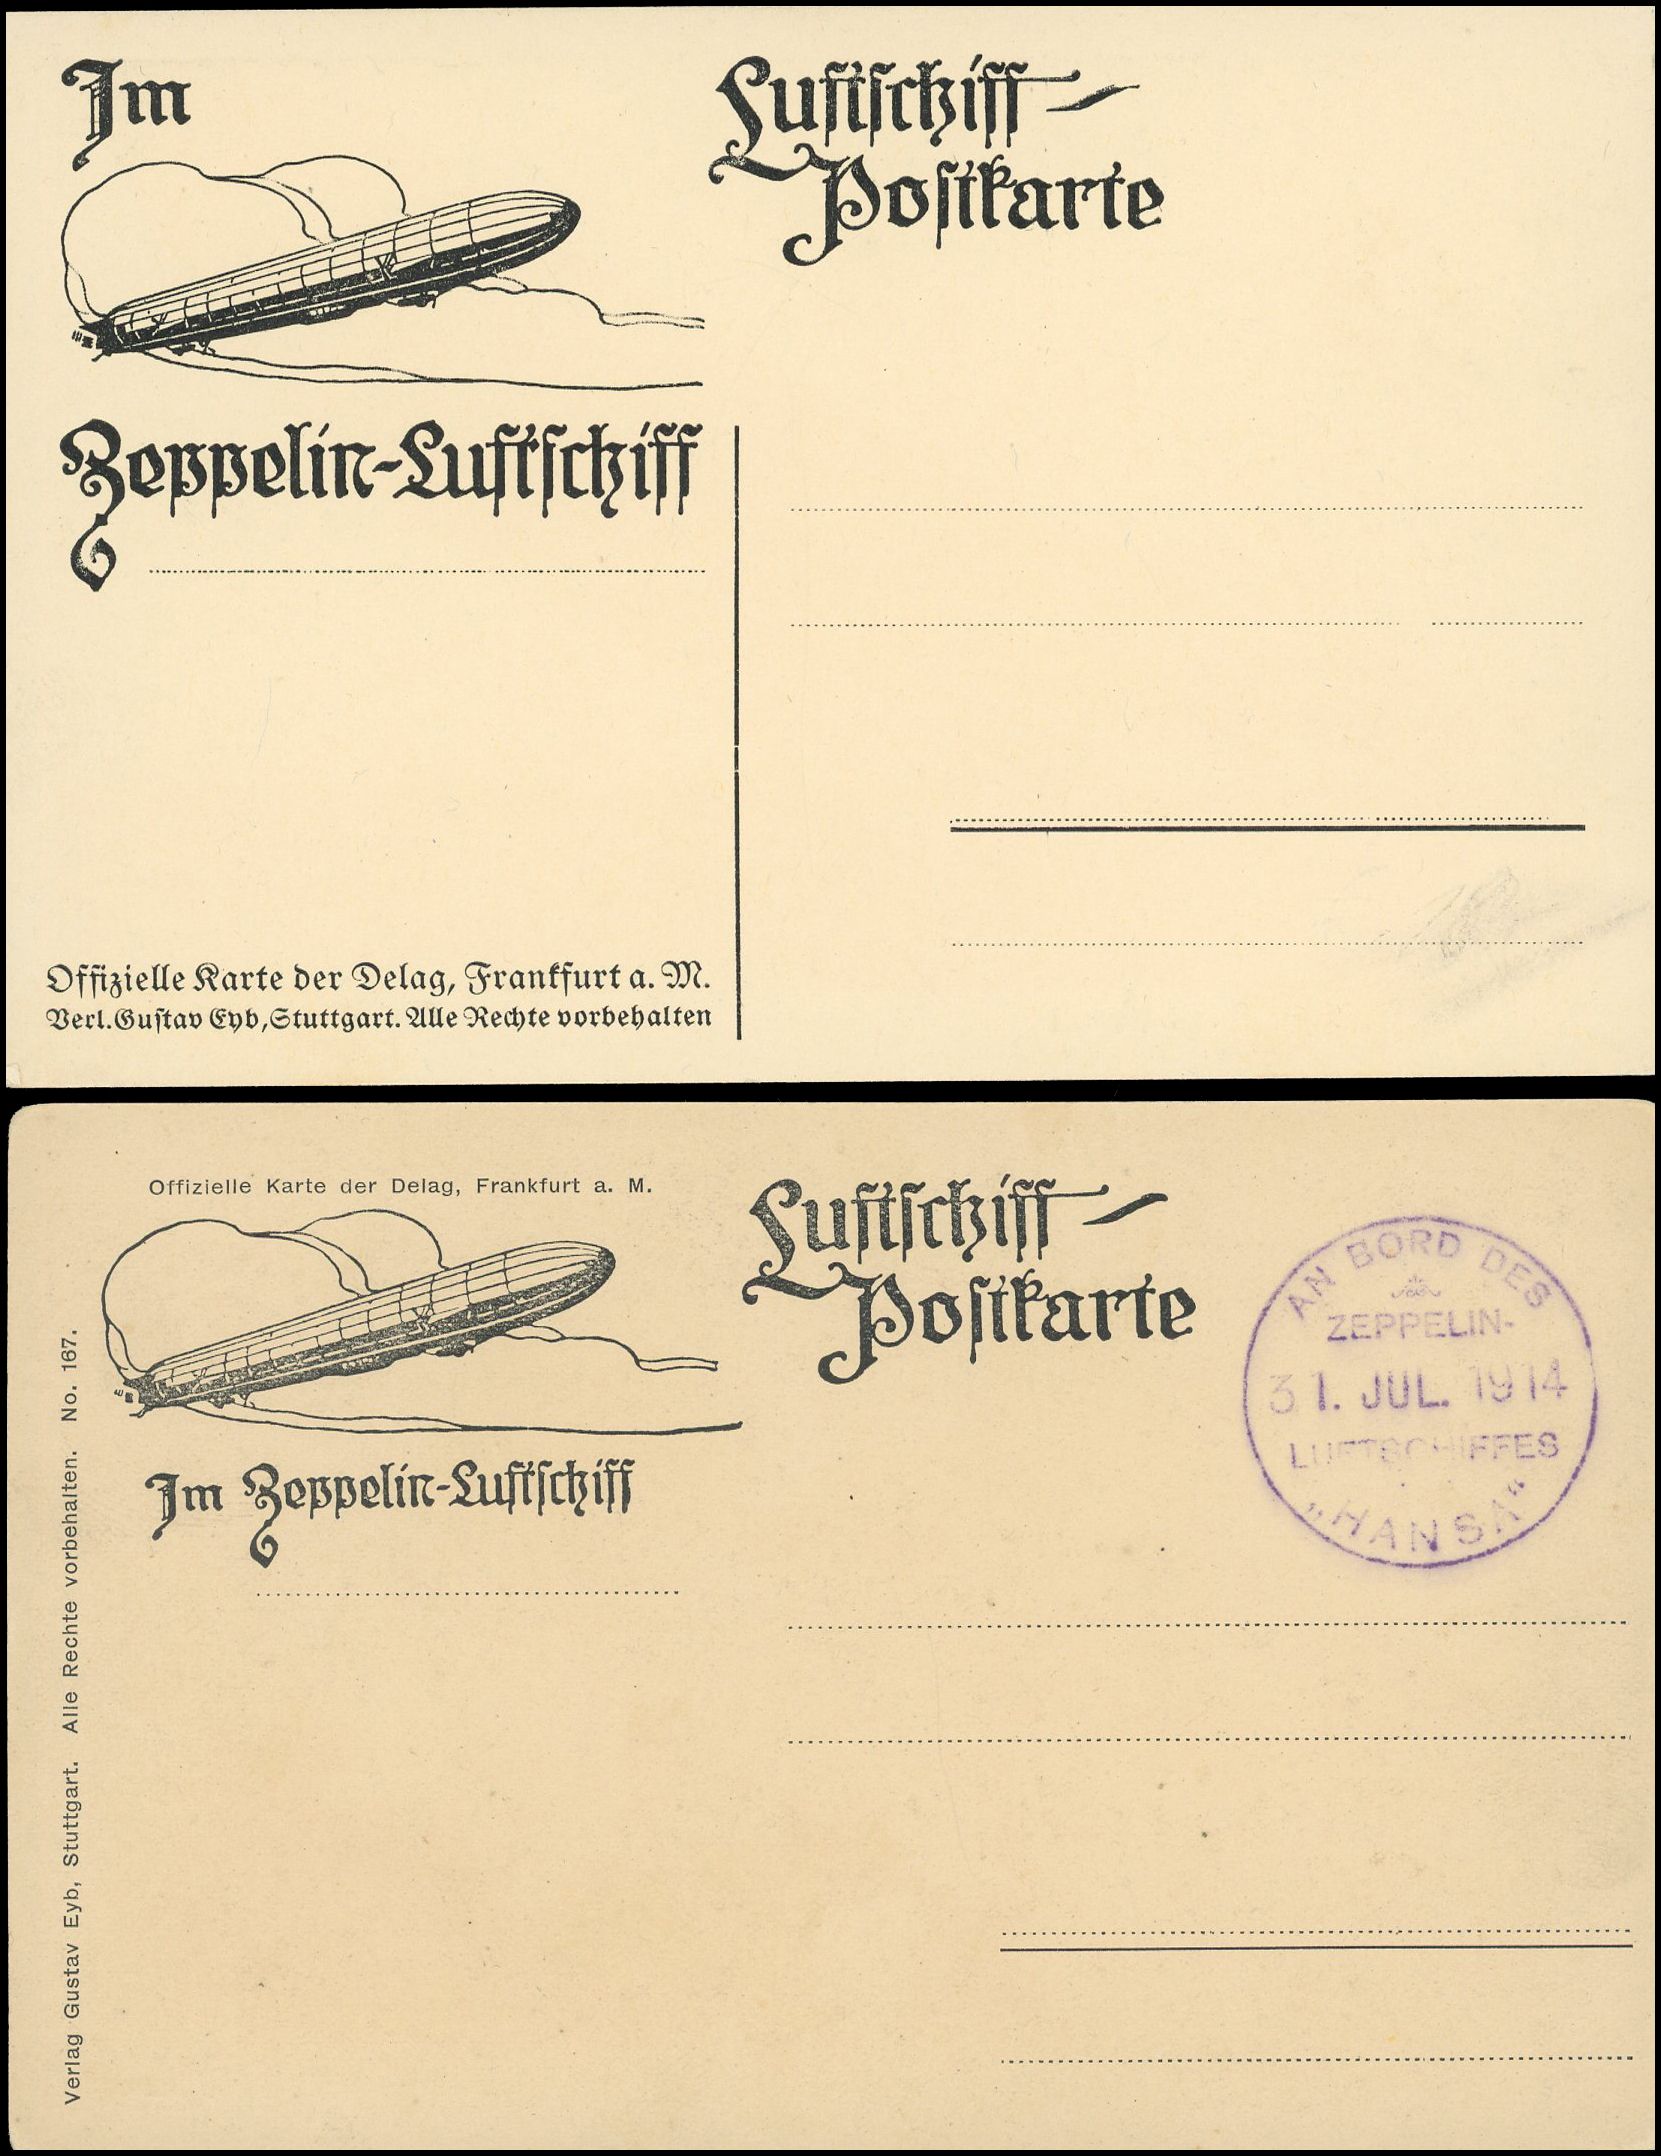 Im
Luftschiff-
Postkarte
Zeppelin-Luftschiff
Offizielle Karte der Delag, Frankfurt a. M.
Verl. Gustav Eyb, Stuttgart. Alle Rechte vorbehalten
Offizielle Karte der Delag, Frankfurt a. M.
Luftschiff-
Postkarte
AN BORD DES
ZEPPELIN-
31. JUL. 1914
LUFTSCHIFFES
„HANSA“
Im Zeppelin-Luftschiff
Verlag Gustav Eyb, Stuttgart. Alle Rechte vorbehalten. No. 167.